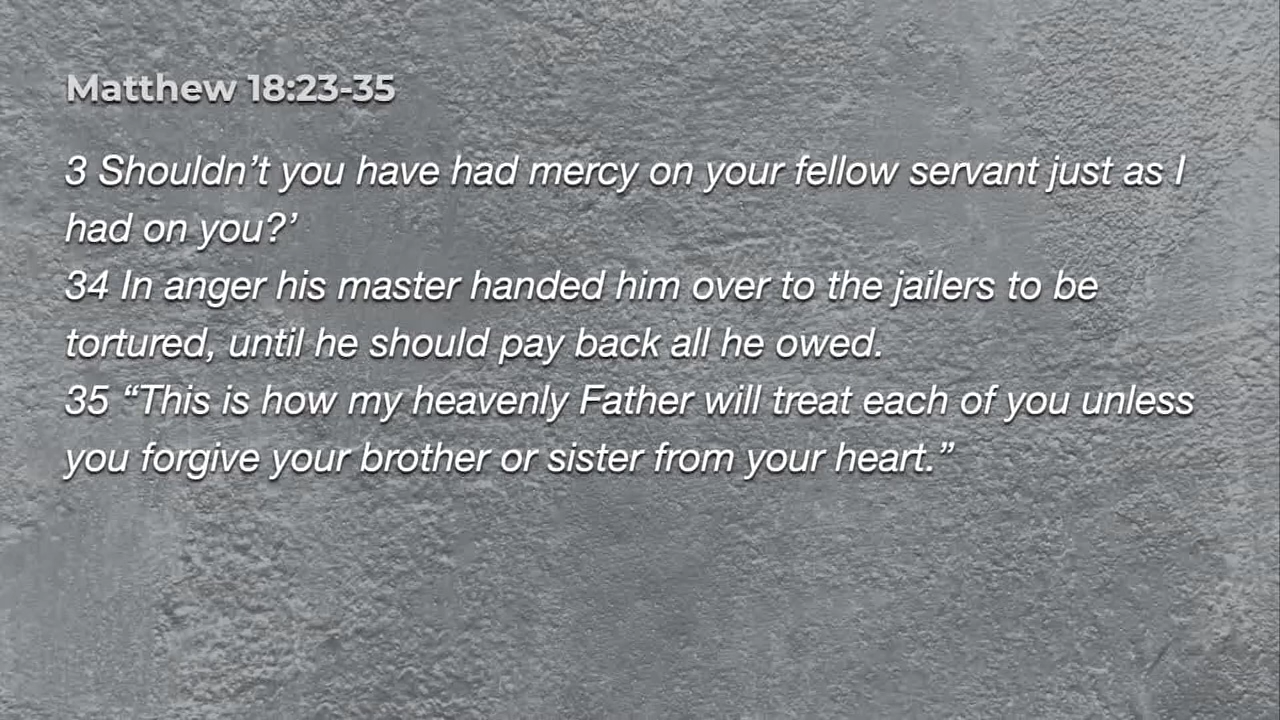 Matthew 18:23-35
3 Shouldn’t you have had mercy on your fellow servant just as I
had on you?’
34 In anger his master handed him over to the jailers to be
tortured, until he should pay back all he owed.
35 “This is how my heavenly Father will treat each of you unless
you forgive your brother or sister from your heart.”